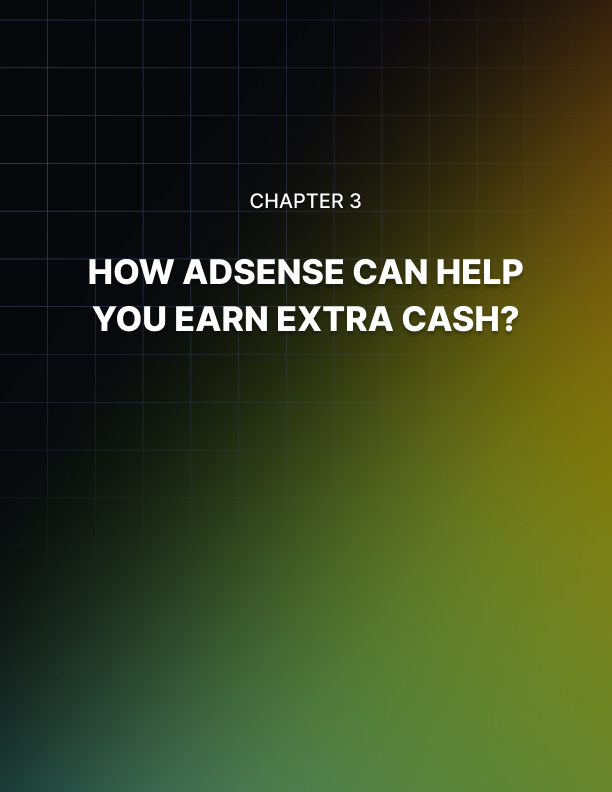 CHAPTER 3
HOW ADSENSE CAN HELP
YOU EARN EXTRA CASH?